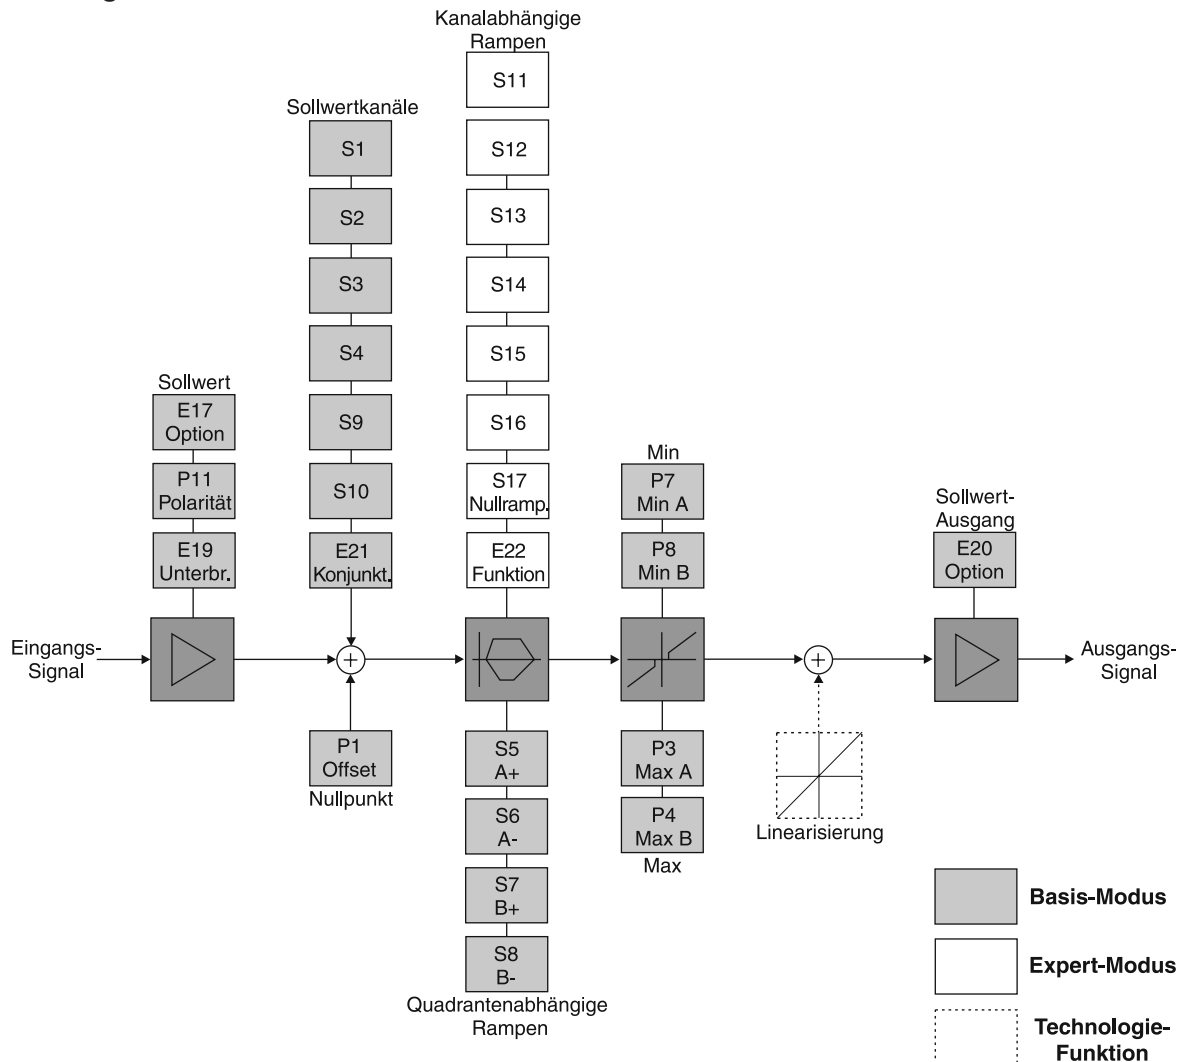 Kanalabhängige
Rampen
S11
Sollwertkanäle
S1
S12
S2
S13
S3
S14
S4
S15
Sollwert
E17
Option
S9
S16
Min
P11
Polarität
S10
S17
Nullramp.
P7
Min A
Sollwert-
Ausgang
E19
Unterbr.
E21
Konjunkt.
E22
Funktion
P8
Min B
E20
Option
Eingangs-
Signal
Ausgangs-
Signal
P1
Offset
Nullpunkt
S5
A+
P3
Max A
S6
A-
P4
Max B
Max
Linearisierung
S7
B+
S8
B-
Quadrantenabhängige
Rampen
Basis-Modus
Expert-Modus
Technologie-
Funktion